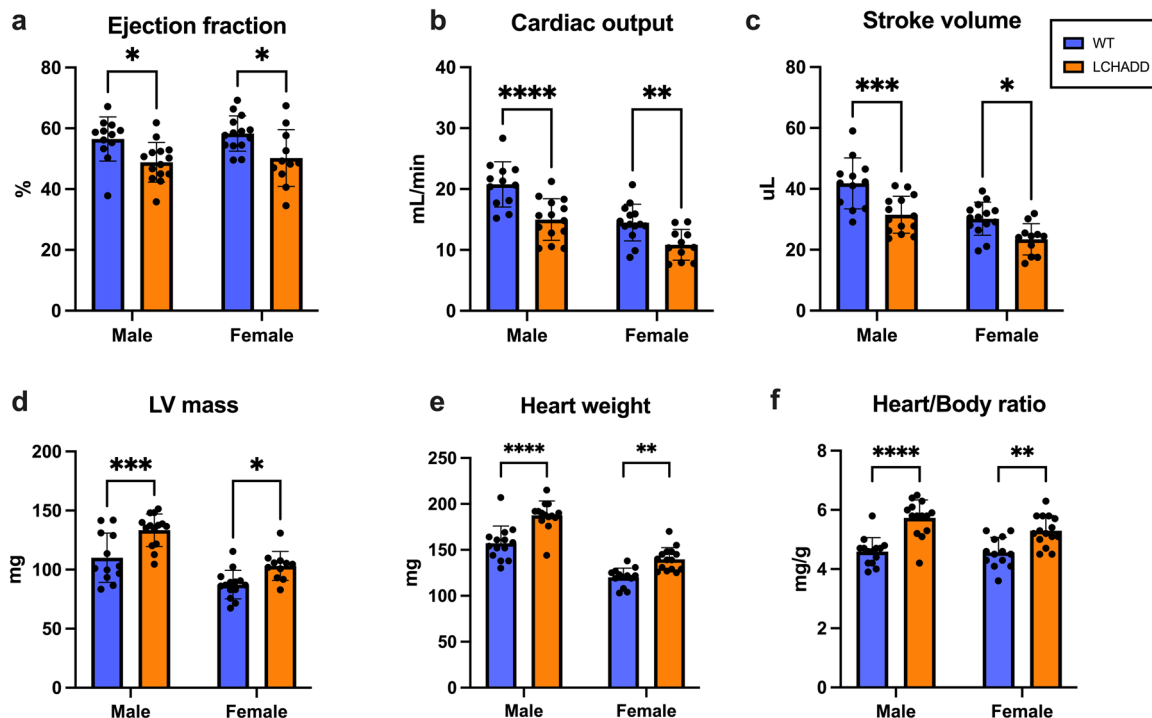 a
Ejection fraction
*
*
%
80
60
40
20
0
Male
Female
b
Cardiac output
****
**
mL/min
40
30
20
10
0
Male
Female
c
Stroke volume
***
*
uL
80
60
40
20
0
Male
Female
WT
LCHADD
d
LV mass
***
*
mg
200
150
100
50
0
Male
Female
e
Heart weight
****
**
mg
250
200
150
100
50
0
Male
Female
f
Heart/Body ratio
****
**
mg/g
8
6
4
2
0
Male
Female